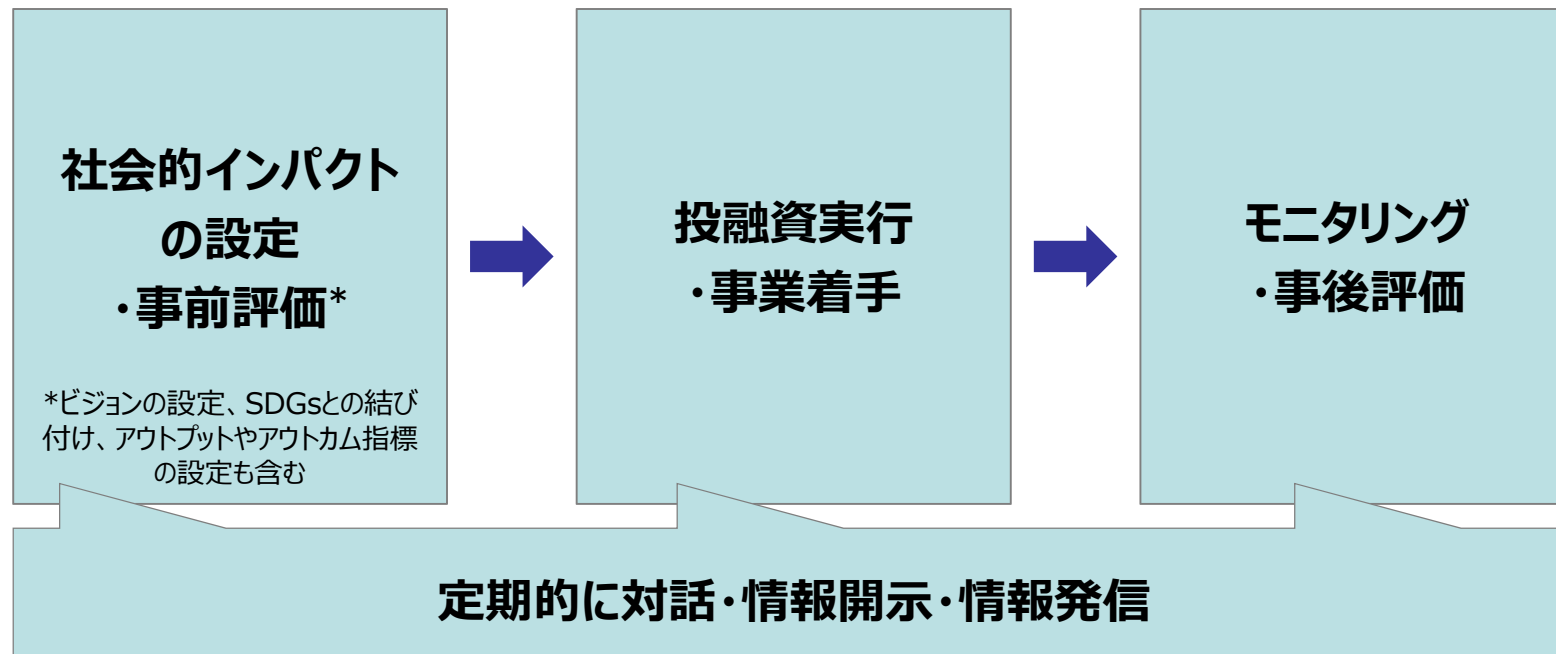 社会的インパクト
の設定
・事前評価*
*ビジョンの設定、SDGsとの結び
付け、アウトプットやアウトカム指標
の設定も含む
投融資実行
・事業着手
モニタリング
・事後評価
定期的に対話・情報開示・情報発信